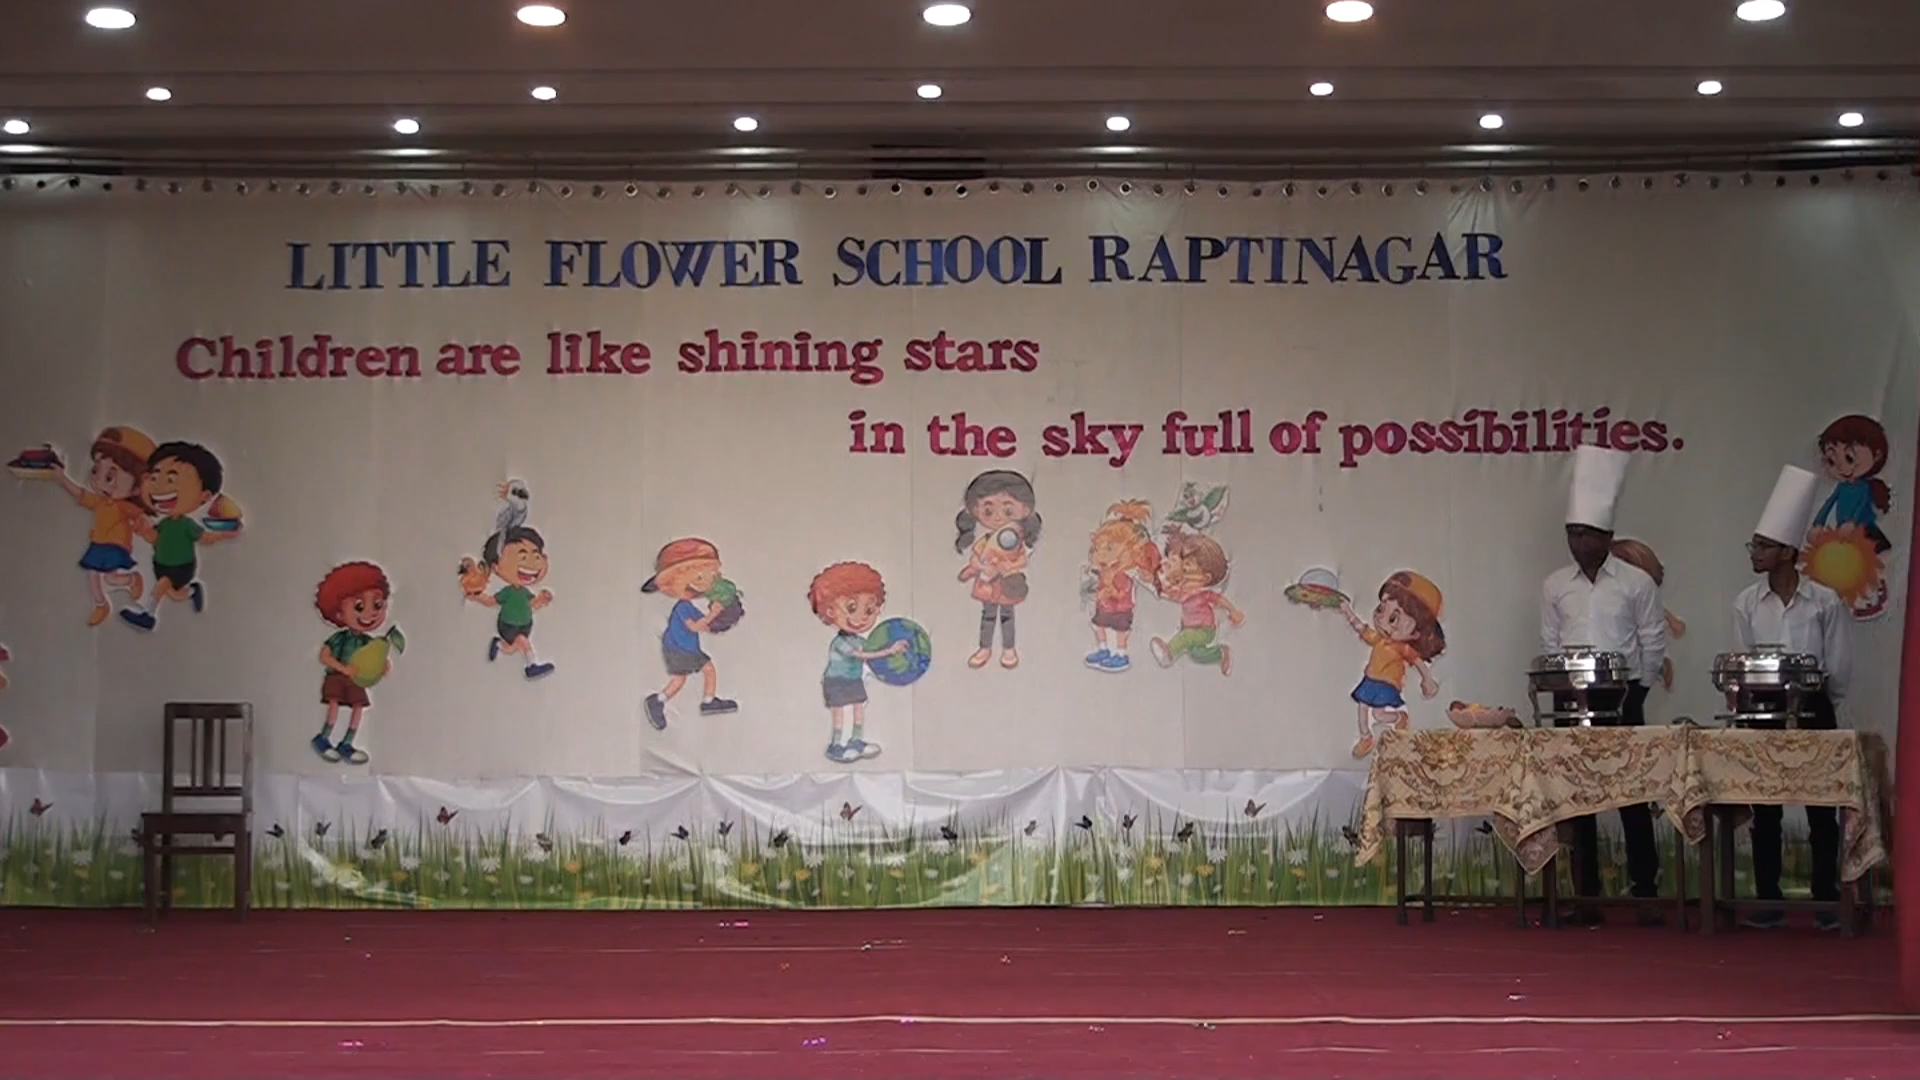 LITTLE FLOWER SCHOOL RAPTINAGAR
Children are like shining stars
in the sky full of possibilities.